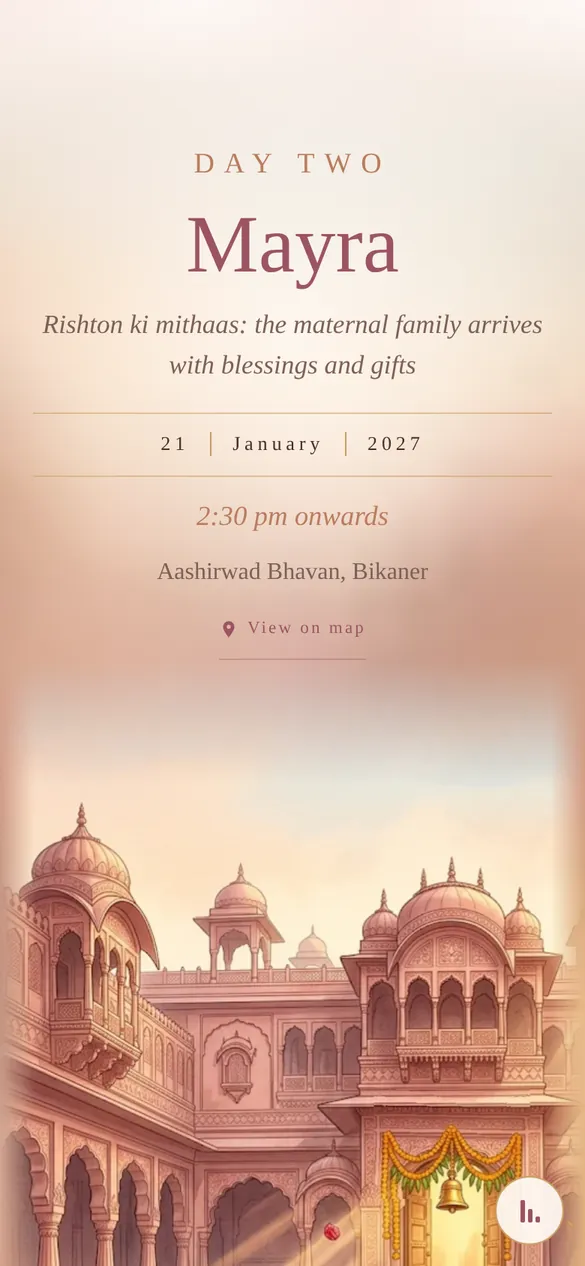 DAY TWO
Mayra
Rishton ki mithaas: the maternal family arrives
with blessings and gifts
21 | January | 2027
2:30 pm onwards
Aashirwad Bhavan, Bikaner
View on map